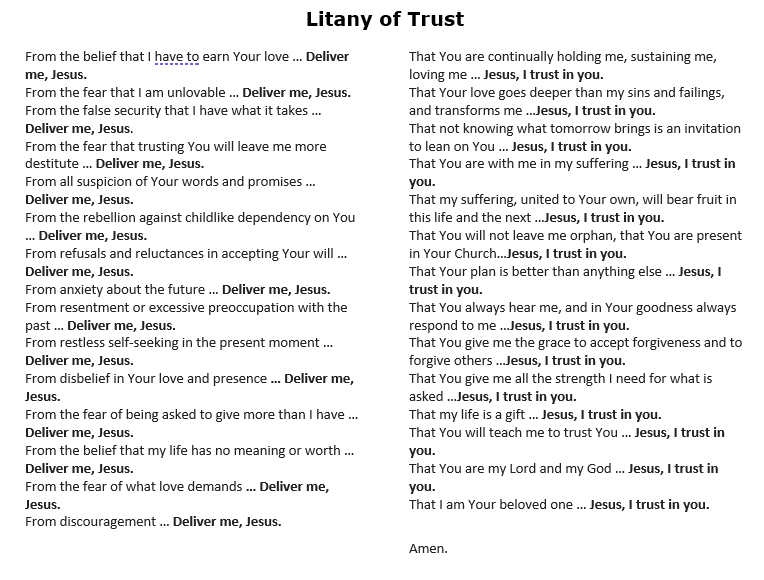 Litany of Trust
From the belief that I have to earn Your love ... Deliver
me, Jesus.
From the fear that I am unlovable ... Deliver me, Jesus.
From the false security that I have what it takes ...
Deliver me, Jesus.
From the fear that trusting You will leave me more
destitute ... Deliver me, Jesus.
From all suspicion of Your words and promises ...
Deliver me, Jesus.
From the rebellion against childlike dependency on You
... Deliver me, Jesus.
From refusals and reluctances in accepting Your will ...
Deliver me, Jesus.
From anxiety about the future ... Deliver me, Jesus.
From resentment or excessive preoccupation with the
past ... Deliver me, Jesus.
From restless self-seeking in the present moment ...
Deliver me, Jesus.
From disbelief in Your love and presence ... Deliver me,
Jesus.
From the fear of being asked to give more than I have ...
Deliver me, Jesus.
From the belief that my life has no meaning or worth ...
Deliver me, Jesus.
From the fear of what love demands ... Deliver me,
Jesus.
From discouragement ... Deliver me, Jesus.
That You are continually holding me, sustaining me,
loving me ... Jesus, I trust in you.
That Your love goes deeper than my sins and failings,
and transforms me ...Jesus, I trust in you.
That not knowing what tomorrow brings is an invitation
to lean on You ... Jesus, I trust in you.
That You are with me in my suffering ... Jesus, I trust in
you.
That my suffering, united to Your own, will bear fruit in
this life and the next ...Jesus, I trust in you.
That You will not leave me orphan, that You are present
in Your Church...Jesus, I trust in you.
That Your plan is better than anything else ... Jesus, I
trust in you.
That You always hear me, and in Your goodness always
respond to me ...Jesus, I trust in you.
That You give me the grace to accept forgiveness and to
forgive others ...Jesus, I trust in you.
That You give me all the strength I need for what is
asked ...Jesus, I trust in you.
That my life is a gift ... Jesus, I trust in you.
That You will teach me to trust You ... Jesus, I trust in
you.
That You are my Lord and my God ... Jesus, I trust in
you.
That I am Your beloved one ... Jesus, I trust in you.
Amen.